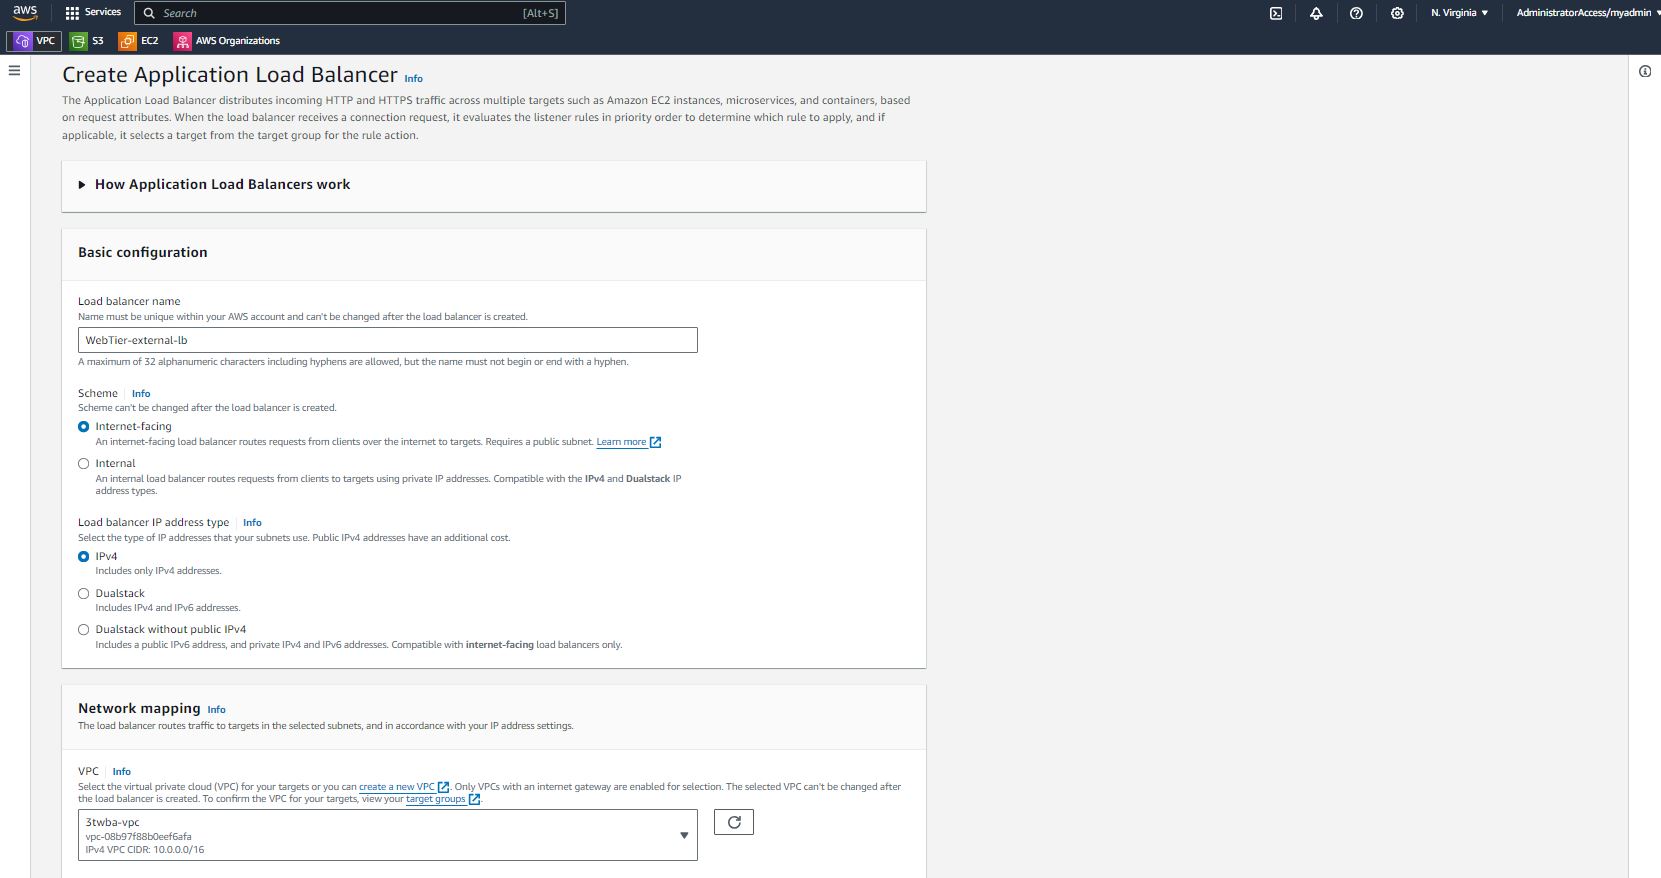 aws
Services
Search
[Alt+S]
N. Virginia
AdministratorAccess/myadmin
VPC
S3
EC2
AWS Organizations
Create Application Load Balancer Info
The Application Load Balancer distributes incoming HTTP and HTTPS traffic across multiple targets such as Amazon EC2 instances, microservices, and containers, based
on request attributes. When the load balancer receives a connection request, it evaluates the listener rules in priority order to determine which rule to apply, and if
applicable, it selects a target from the target group for the rule action.
How Application Load Balancers work
Basic configuration
Load balancer name
Name must be unique within your AWS account and can't be changed after the load balancer is created.
WebTier-external-lb
A maximum of 32 alphanumeric characters including hyphens are allowed, but the name must not begin or end with a hyphen.
Scheme Info
Scheme can't be changed after the load balancer is created.
Internet-facing
An internet-facing load balancer routes requests from clients over the internet to targets. Requires a public subnet. Learn more
Internal
An internal load balancer routes requests from clients to targets using private IP addresses. Compatible with the IPv4 and Dualstack IP
address types.
Load balancer IP address type Info
Select the type of IP addresses that your subnets use. Public IPv4 addresses have an additional cost.
IPv4
Includes only IPv4 addresses.
Dualstack
Includes IPv4 and IPv6 addresses.
Dualstack without public IPv4
Includes a public IPv6 address, and private IPv4 and IPv6 addresses. Compatible with internet-facing load balancers only.
Network mapping Info
The load balancer routes traffic to targets in the selected subnets, and in accordance with your IP address settings.
VPC Info
Select the virtual private cloud (VPC) for your targets or you can create a new VPC. Only VPCs with an internet gateway are enabled for selection. The selected VPC can't be changed after
the load balancer is created. To confirm the VPC for your targets, view your target groups.
3twba-vpc
vpc-08b97f88b0eef6afa
IPv4 VPC CIDR: 10.0.0.0/16